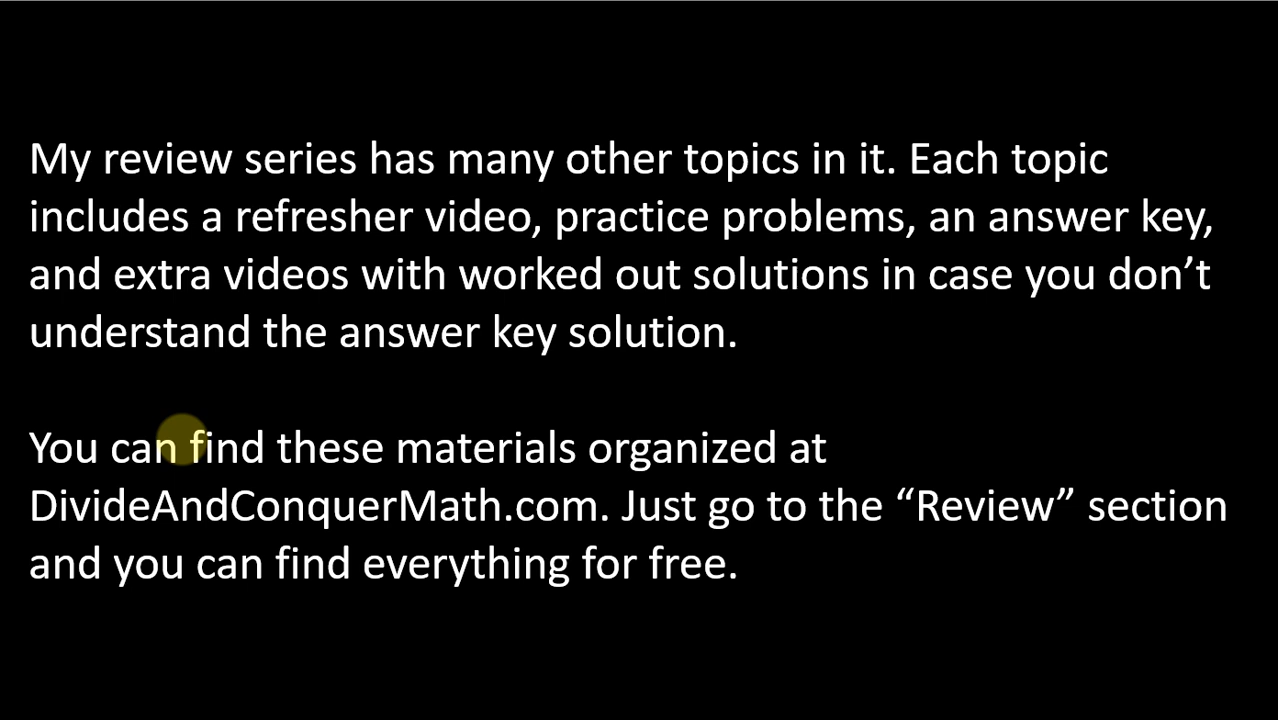 My review series has many other topics in it. Each topic
includes a refresher video, practice problems, an answer key,
and extra videos with worked out solutions in case you don’t
understand the answer key solution.
You can find these materials organized at
DivideAndConquerMath.com. Just go to the “Review” section
and you can find everything for free.